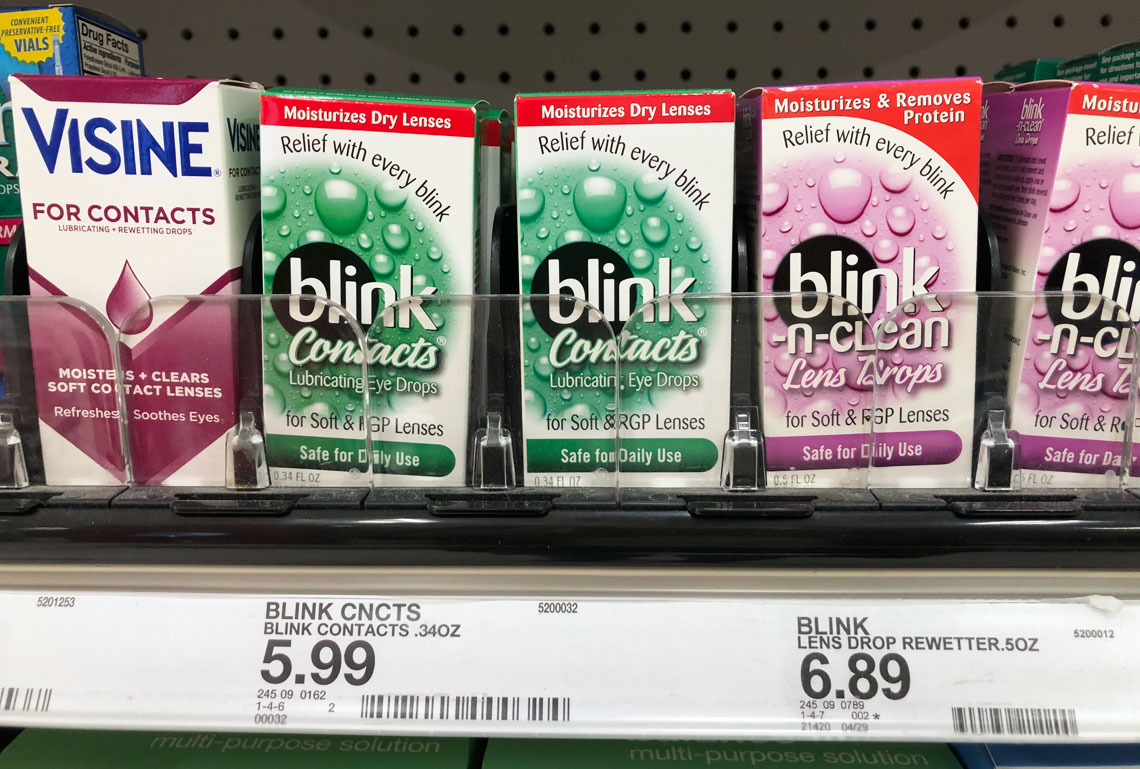 CONVENIENT
PRESERVATIVE-FREE
VIALS
Drug Facts
VISINE®
FOR CONTACTS
LUBRICATING + REWETTING DROPS
MOISTENS + CLEARS
SOFT CONTACT LENSES
Refreshes Soothes Eyes
VISINE
FOR CONTACTS
Moisturizes Dry Lenses
Relief with every blink
blink
Contacts®
Lubricating Eye Drops
for Soft & RGP Lenses
Safe for Daily Use
0.34 FL OZ
Moisturizes Dry Lenses
Relief with every blink
blink
Contacts®
Lubricating Eye Drops
for Soft & RGP Lenses
Safe for Daily Use
0.34 FL OZ
Moisturizes & Removes
Protein
Relief with every blink
blink
-n-clean®
Lens Drops
for Soft & RGP Lenses
Safe for Daily Use
0.5 FL OZ
blink
-n-clean
Lens Drops
5201253
BLINK CNCTS
5200032
BLINK CONTACTS .34OZ
5.99
245 09 0162
1-4-6 2
00032
BLINK
LENS DROP REWETTER.5OZ
5200012
6.89
245 09 0789
1-4-7 002 *
21420 04/29
multi-purpose solution
multi-purpose solution